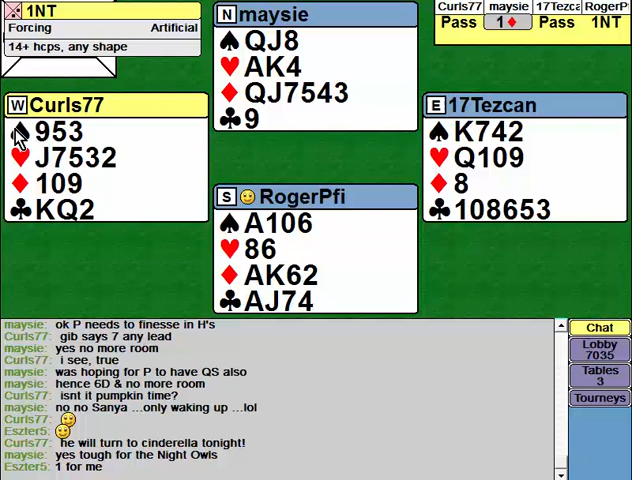 1NT
Forcing Artificial
14+ hcps, any shape
Curls77 maysie 17Tezca RogerP
Pass 1♦ Pass 1NT
N maysie
♠QJ8
♥AK4
♦QJ7543
♣9
W Curls77
♠953
♥J7532
♦109
♣KQ2
E 17Tezcan
♠K742
♥Q109
♦8
♣108653
S RogerPfi
♠A106
♥86
♦AK62
♣AJ74
maysie: ok P needs to finesse in H's
Curls77: gib says 7 any lead
maysie: yes no more room
Curls77: i see, true
maysie: was hoping for P to have QS also
maysie: hence 6D & no more room
Curls77: isnt it pumpkin time?
maysie: no no Sanya ...only waking up ...lol
Curls77:
Eszter5:
Curls77: he will turn to cinderella tonight!
maysie: yes tough for the Night Owls
Eszter5: 1 for me
Chat
Lobby
7035
Tables
3
Tourneys